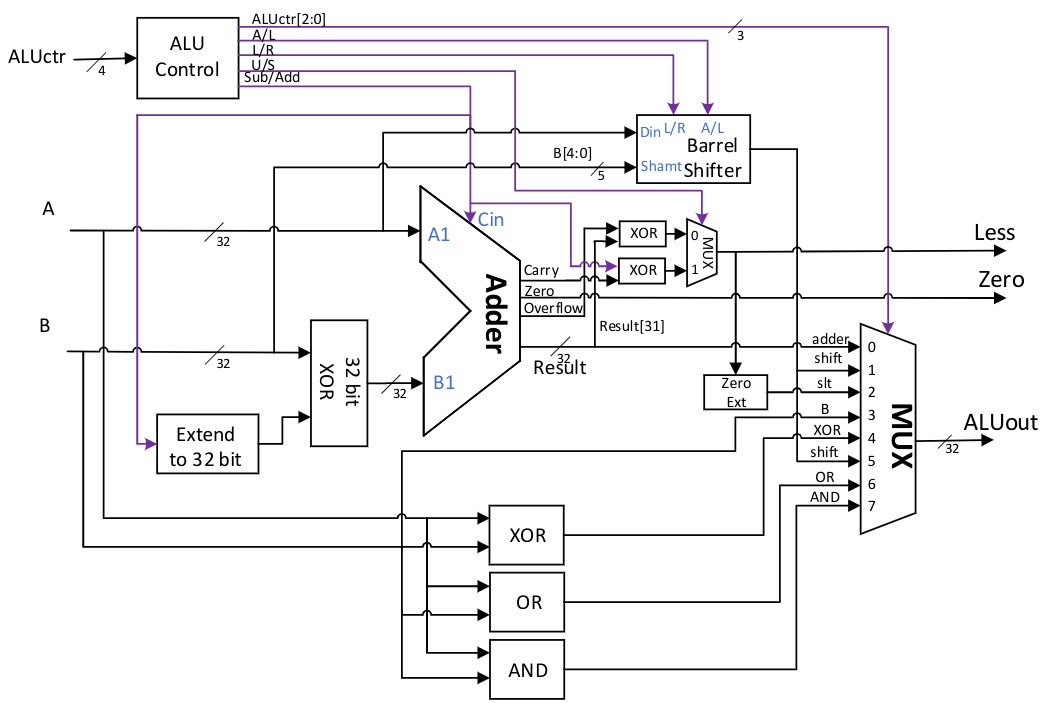 ALUctr
4
ALU
Control
ALUctr[2:0]
A/L
L/R
U/S
Sub/Add
3
Din
L/R
A/L
Barrel
Shamt
Shifter
B[4:0]
5
A
32
A1
Cin
XOR
0
MUX
XOR
1
Less
Carry
Zero
Zero
Overflow
Adder
Result[31]
32
Result
B
32
32 bit
XOR
32
B1
Extend
to 32 bit
Zero
Ext
adder
0
shift
1
slt
2
B
3
XOR
4
shift
5
OR
6
AND
7
MUX
ALUout
32
XOR
OR
AND